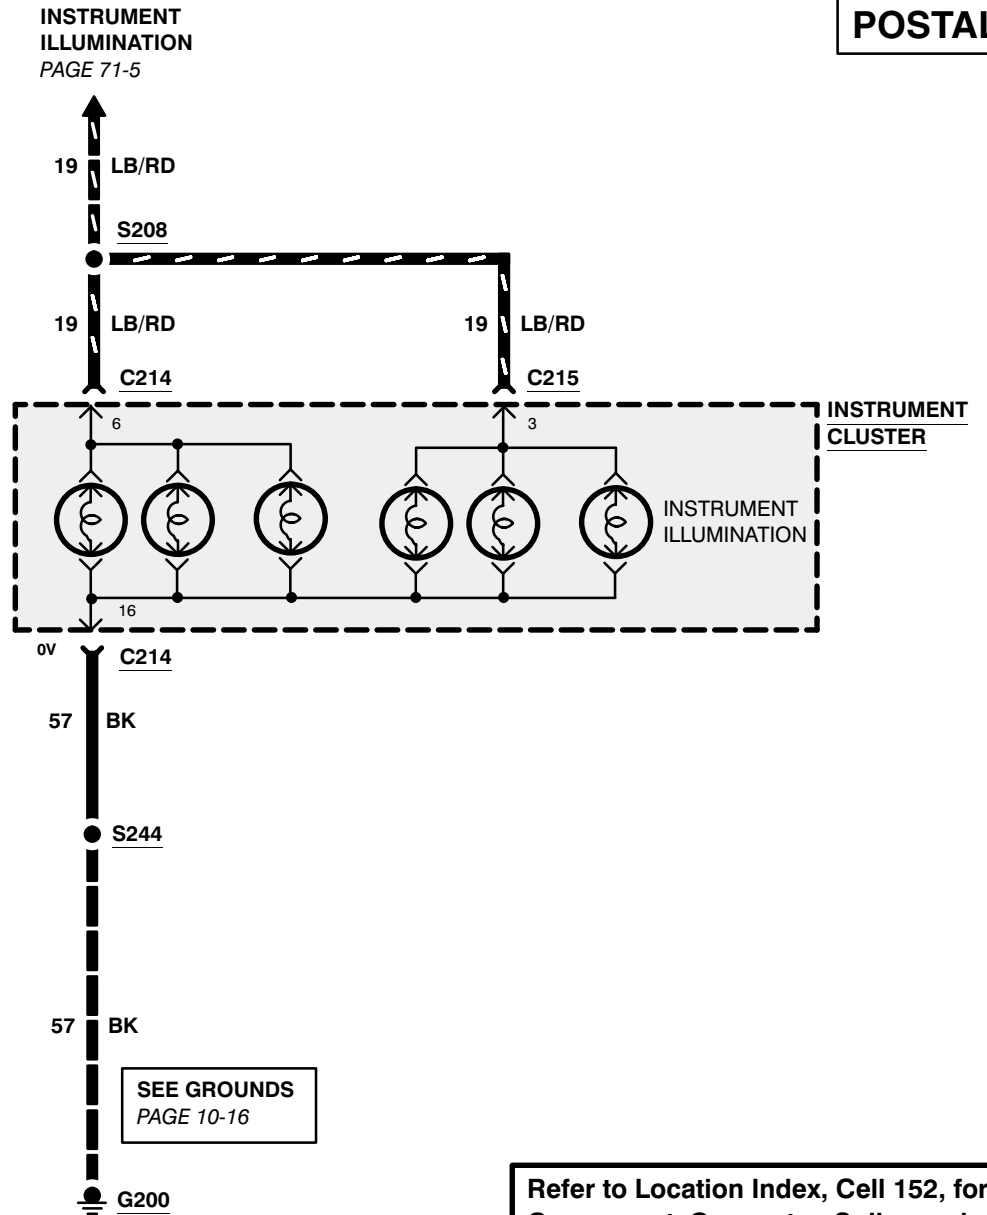 INSTRUMENT
ILLUMINATION
PAGE 71-5
POSTAL
19 LB/RD
S208
19 LB/RD
19 LB/RD
C214
C215
INSTRUMENT
CLUSTER
6
3
INSTRUMENT
ILLUMINATION
16
0V
C214
57 BK
S244
57 BK
SEE GROUNDS
PAGE 10-16
G200
Refer to Location Index, Cell 152, for